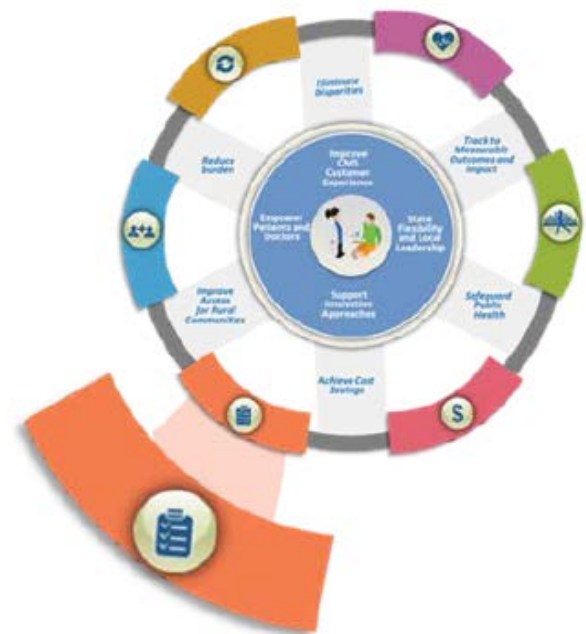 Eliminate
Disparities
Track to
Measurable
Outcomes and
Impact
Safeguard
Public
Health
Achieve Cost
Savings
Improve
Access
for Rural
Communities
Reduce
Burden
Improve
CMS
Customer
Experience
State
Flexibility
and Local
Leadership
Support
Innovative
Approaches
Empower
Patients and
Doctors
$